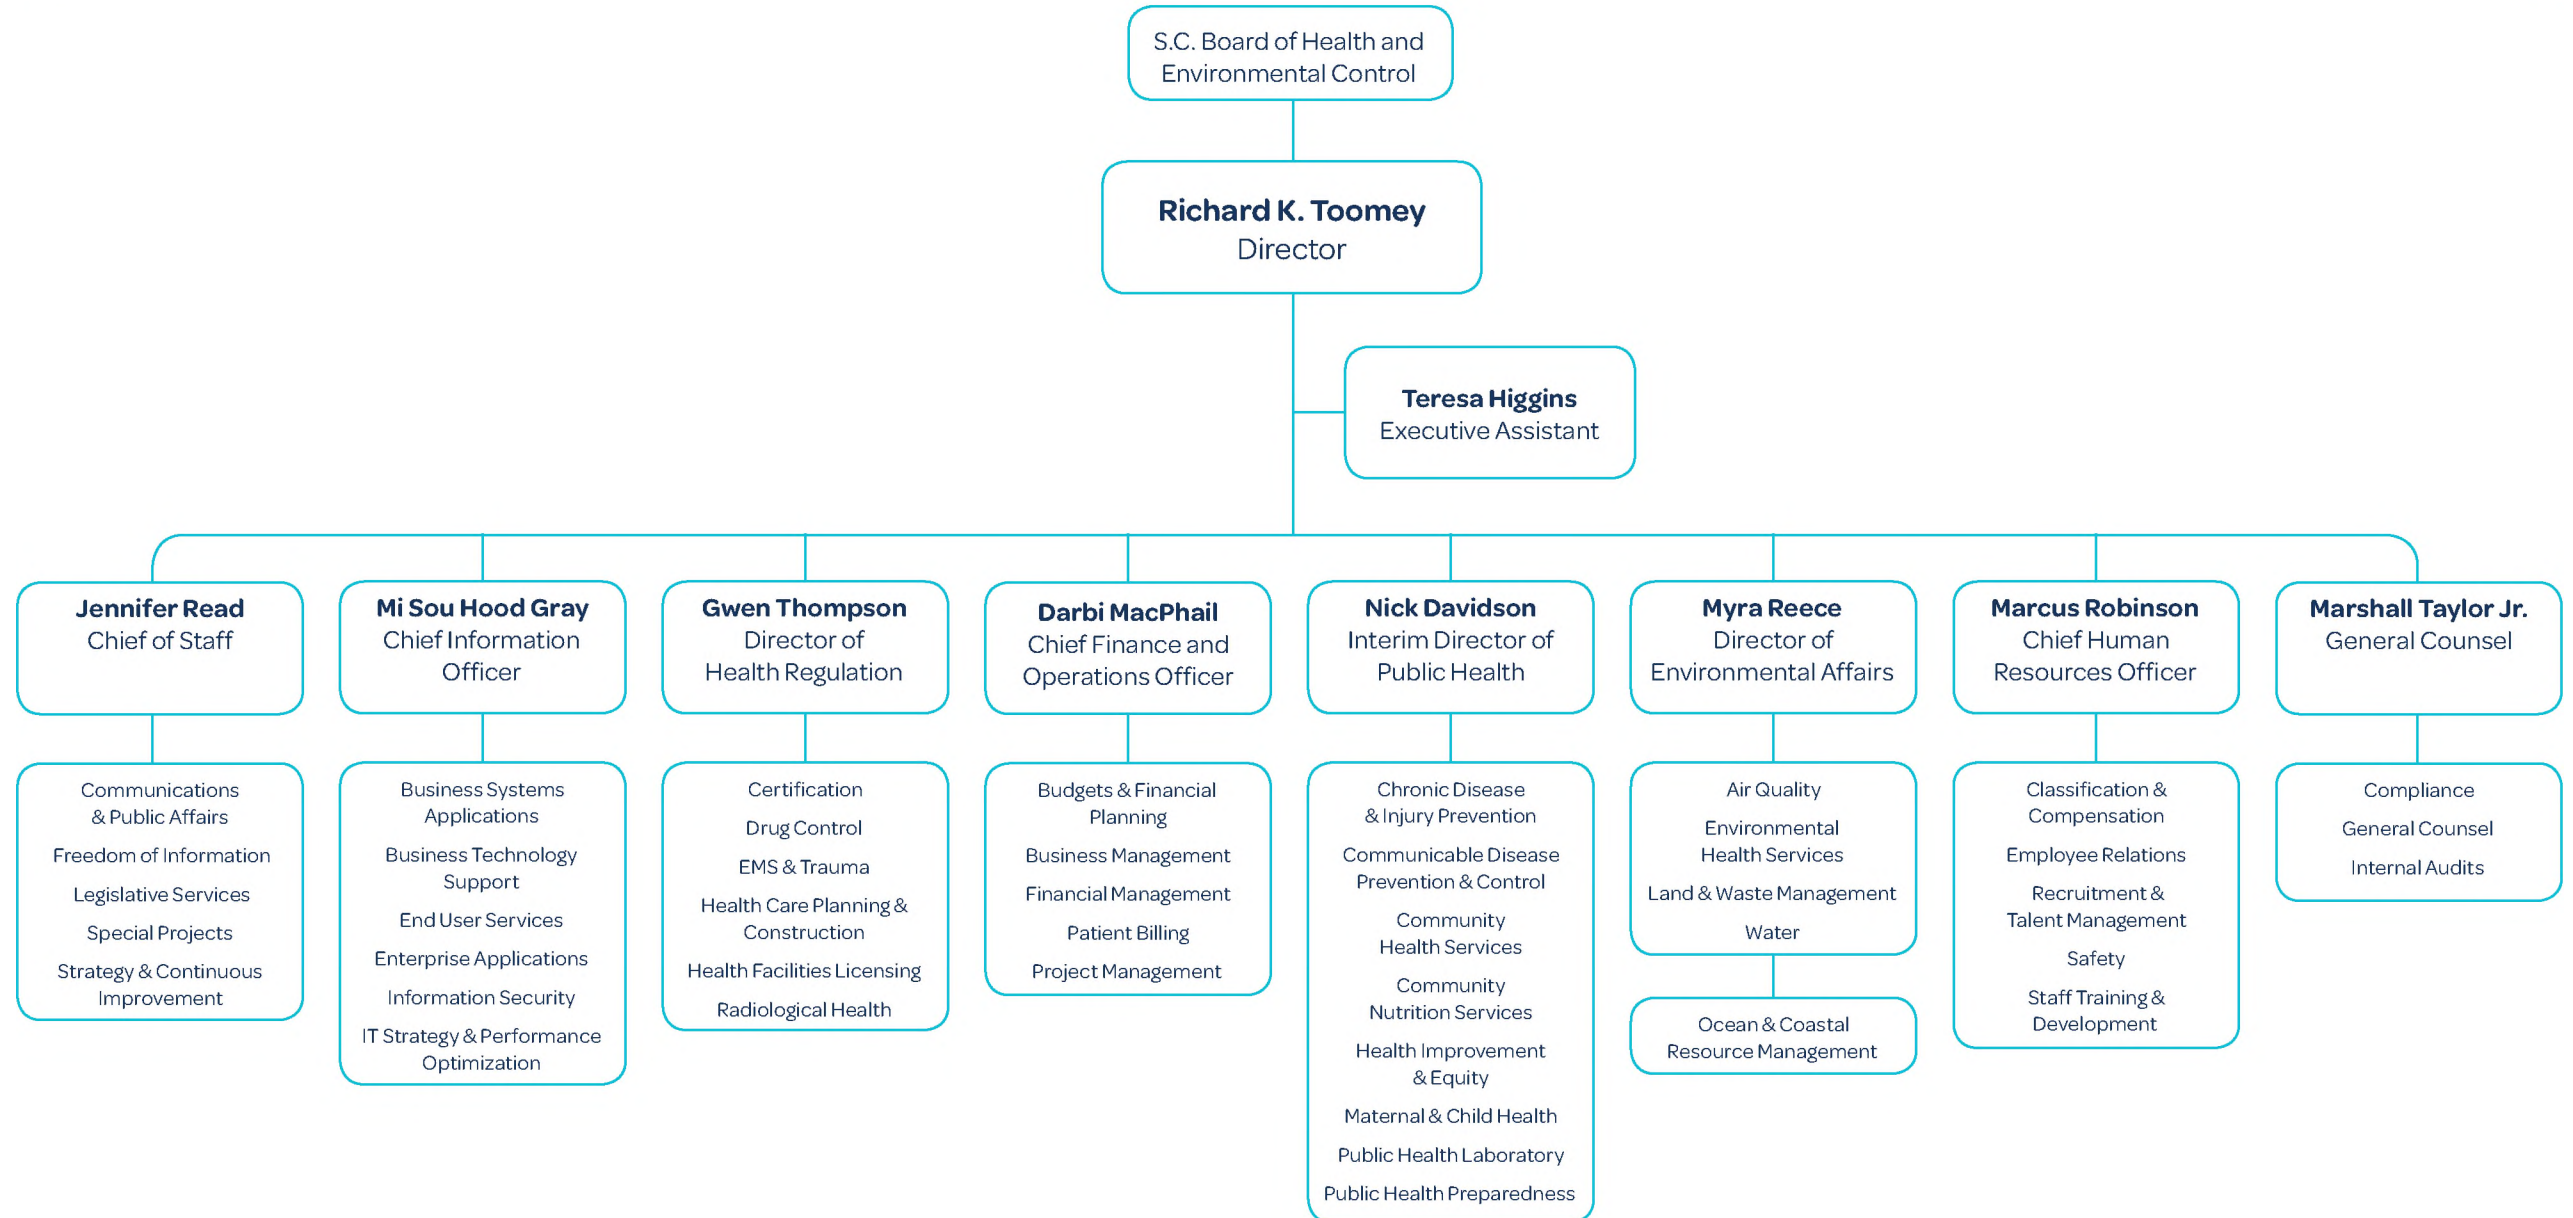 S.C. Board of Health and
Environmental Control
Richard K. Toomey
Director
Teresa Higgins
Executive Assistant
Jennifer Read
Chief of Staff
Communications
& Public Affairs
Freedom of Information
Legislative Services
Special Projects
Strategy & Continuous
Improvement
Mi Sou Hood Gray
Chief Information
Officer
Business Systems
Applications
Business Technology
Support
End User Services
Enterprise Applications
Information Security
IT Strategy & Performance
Optimization
Gwen Thompson
Director of
Health Regulation
Certification
Drug Control
EMS & Trauma
Health Care Planning &
Construction
Health Facilities Licensing
Radiological Health
Darbi MacPhail
Chief Finance and
Operations Officer
Budgets & Financial
Planning
Business Management
Financial Management
Patient Billing
Project Management
Nick Davidson
Interim Director of
Public Health
Chronic Disease
& Injury Prevention
Communicable Disease
Prevention & Control
Community
Health Services
Community
Nutrition Services
Health Improvement
& Equity
Maternal & Child Health
Public Health Laboratory
Public Health Preparedness
Myra Reece
Director of
Environmental Affairs
Air Quality
Environmental
Health Services
Land & Waste Management
Water
Ocean & Coastal
Resource Management
Marcus Robinson
Chief Human
Resources Officer
Classification &
Compensation
Employee Relations
Recruitment &
Talent Management
Safety
Staff Training &
Development
Marshall Taylor Jr.
General Counsel
Compliance
General Counsel
Internal Audits